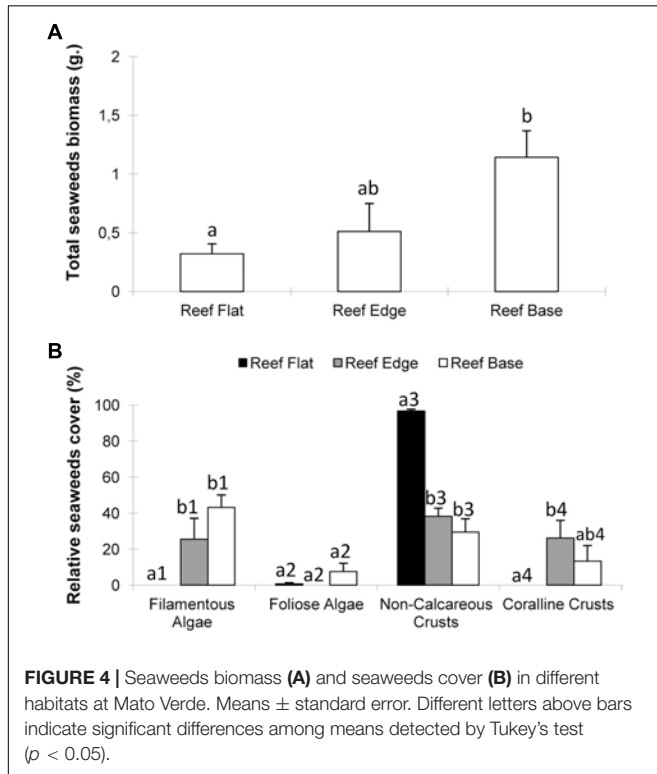 A
Total seaweeds biomass (g.)
2
1,5
1
0,5
0
a
ab
b
Reef Flat
Reef Edge
Reef Base
B
Reef Flat
Reef Edge
Reef Base
Relative seaweeds cover (%)
100
80
60
40
20
0
a1
b1
b1
a2
a2
a2
a3
b3
b3
a4
b4
ab4
Filamentous
Algae
Foliose Algae
Non-Calcareous
Crusts
Coralline Crusts
FIGURE 4 | Seaweeds biomass (A) and seaweeds cover (B) in different
habitats at Mato Verde. Means ± standard error. Different letters above bars
indicate significant differences among means detected by Tukey's test
(p < 0.05).